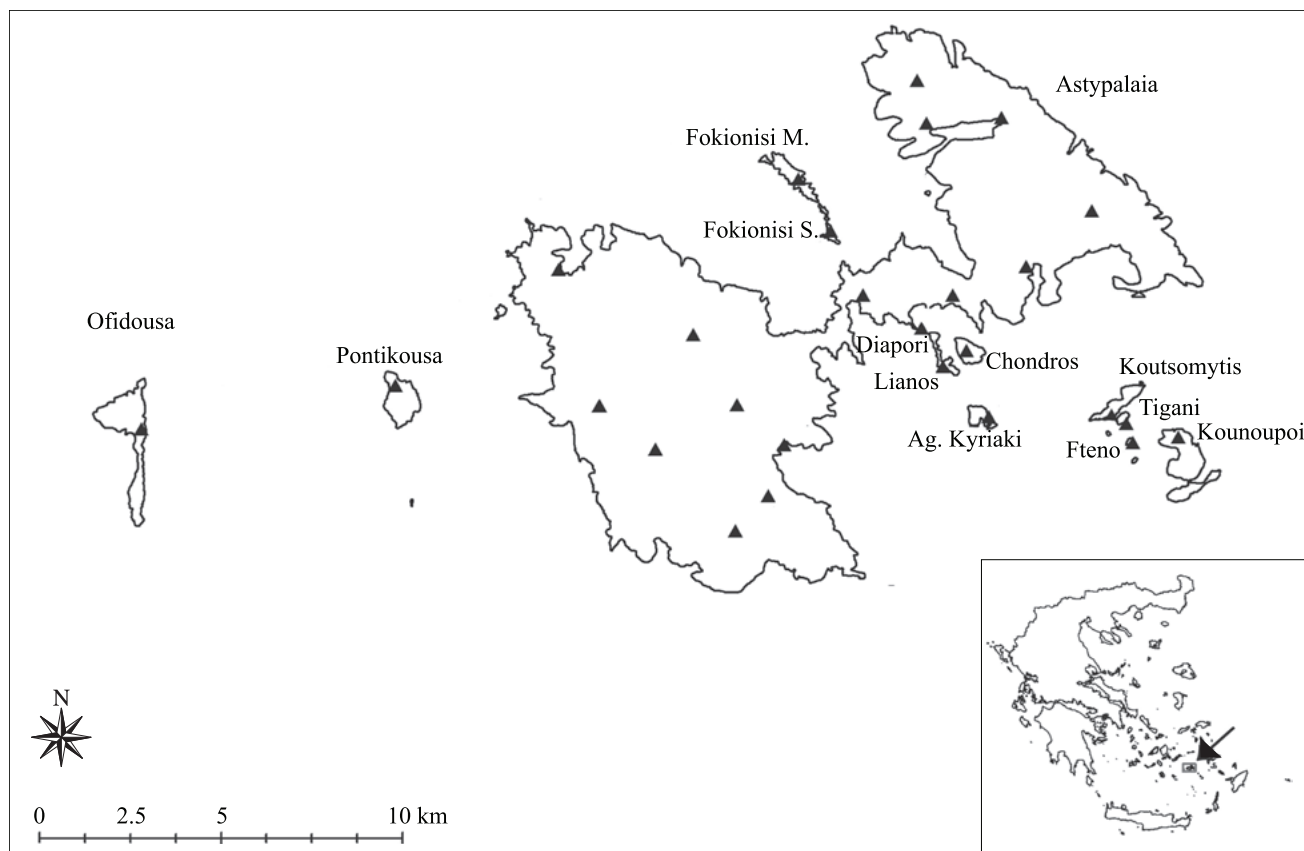 Astypalaia
Fokionisi M.
Fokionisi S.
Ofidousa
Pontikousa
Diapori
Chondros
Lianos
Koutsomytis
Tigani
Ag. Kyriaki
Kounoupoi
Fteno
N
0 2.5 5 10 km